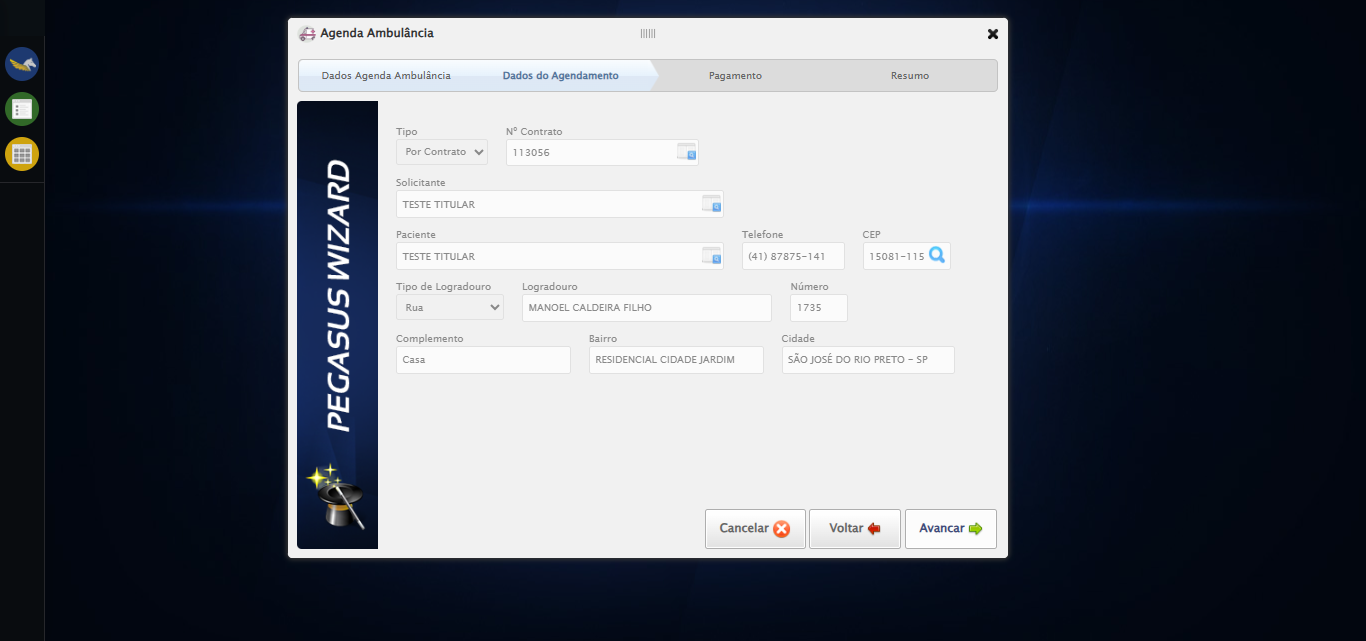 Agenda Ambulância
Dados Agenda Ambulância Dados do Agendamento Pagamento Resumo
PEGASUS WIZARD
Tipo Nº Contrato
Por Contrato 113056
Solicitante
TESTE TITULAR
Paciente Telefone CEP
TESTE TITULAR (41) 87875-141 15081-115
Tipo de Logradouro Logradouro Número
Rua MANOEL CALDEIRA FILHO 1735
Complemento Bairro Cidade
Casa RESIDENCIAL CIDADE JARDIM SÃO JOSÉ DO RIO PRETO - SP
Cancelar Voltar Avancar